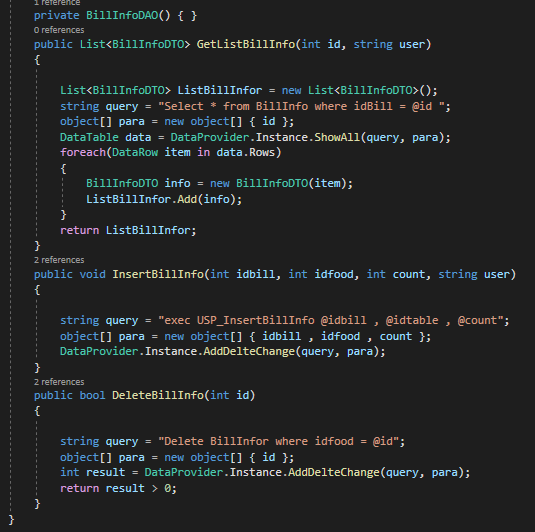 1 reference
private BillInfoDAO() { }
0 references
public List<BillInfoDTO> GetListBillInfo(int id, string user)
{
List<BillInfoDTO> ListBillInfor = new List<BillInfoDTO>();
string query = "Select * from BillInfo where idBill = @id ";
object[] para = new object[] { id };
DataTable data = DataProvider.Instance.ShowAll(query, para);
foreach(DataRow item in data.Rows)
{
BillInfoDTO info = new BillInfoDTO(item);
ListBillInfor.Add(info);
}
return ListBillInfor;
}
2 references
public void InsertBillInfo(int idbill, int idfood, int count, string user)
{
string query = "exec USP_InsertBillInfo @idbill , @idtable , @count";
object[] para = new object[] { idbill , idfood , count };
DataProvider.Instance.AddDelteChange(query, para);
}
2 references
public bool DeleteBillInfo(int id)
{
string query = "Delete BillInfor where idfood = @id";
object[] para = new object[] { id };
int result = DataProvider.Instance.AddDelteChange(query, para);
return result > 0;
}
}